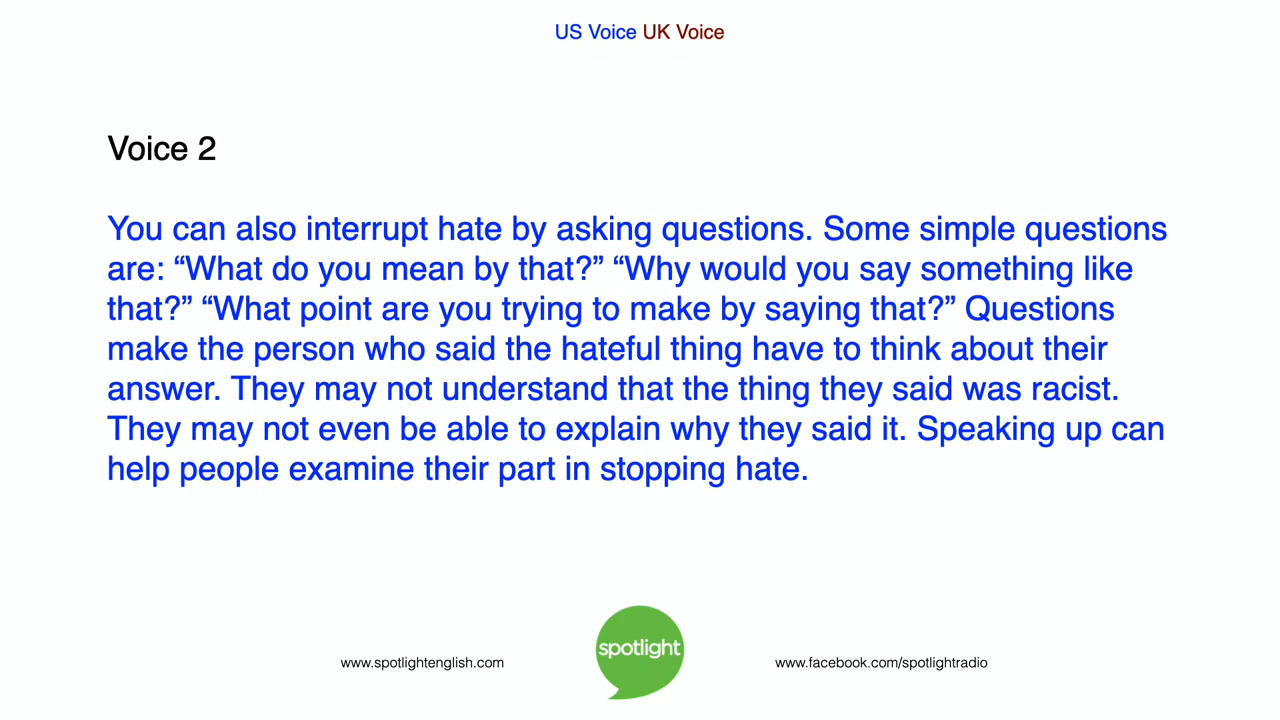 US Voice UK Voice
Voice 2
You can also interrupt hate by asking questions. Some simple questions
are: “What do you mean by that?” “Why would you say something like
that?” “What point are you trying to make by saying that?” Questions
make the person who said the hateful thing have to think about their
answer. They may not understand that the thing they said was racist.
They may not even be able to explain why they said it. Speaking up can
help people examine their part in stopping hate.
www.spotlightenglish.com
spotlight
www.facebook.com/spotlightradio